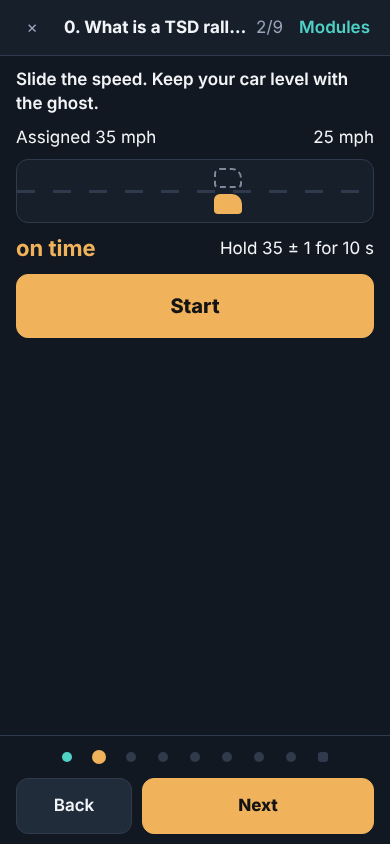 ×
0. What is a TSD rall...
2/9
Modules
Slide the speed. Keep your car level with
the ghost.
Assigned 35 mph
25 mph
on time
Hold 35 ± 1 for 10 s
Start
Back
Next